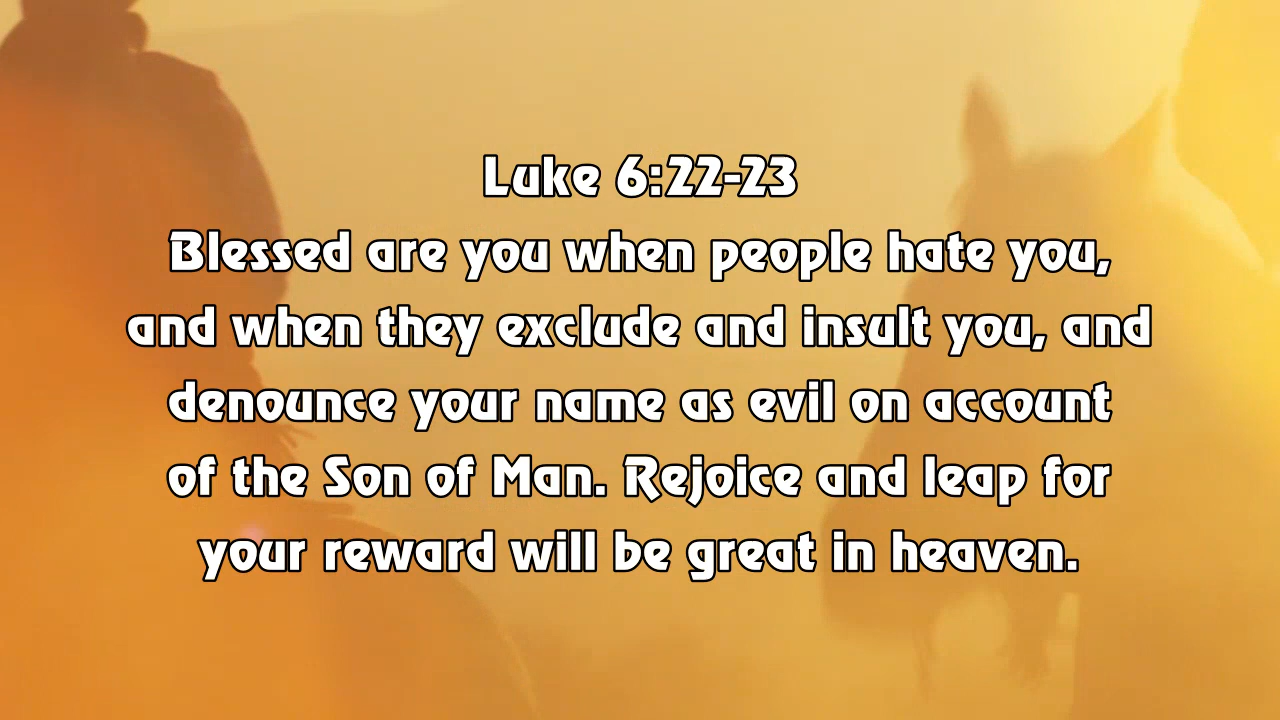 Luke 6:22-23
Blessed are you when people hate you,
and when they exclude and insult you, and
denounce your name as evil on account
of the Son of Man. Rejoice and leap for
your reward will be great in heaven.